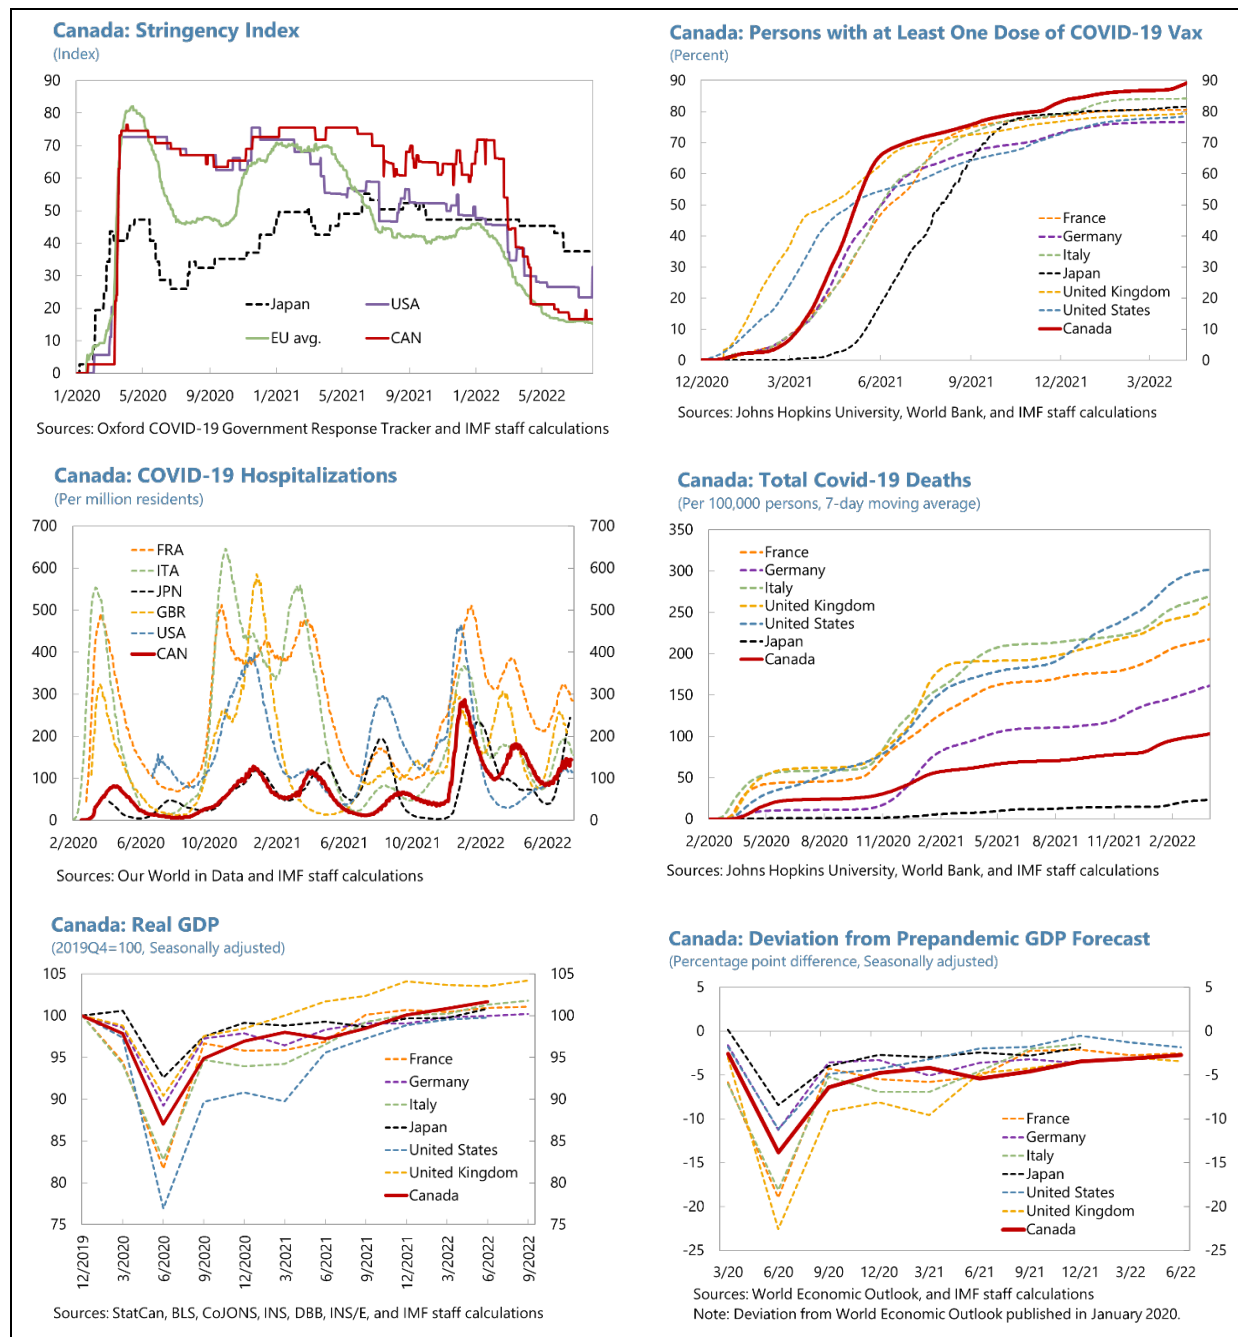 Canada: Stringency Index
(Index)
90
80
70
60
50
40
30
20
10
0
Japan
USA
EU avg.
CAN
1/2020 5/2020 9/2020 1/2021 5/2021 9/2021 1/2022 5/2022
Sources: Oxford COVID-19 Government Response Tracker and IMF staff calculations
Canada: Persons with at Least One Dose of COVID-19 Vax
(Percent)
90 90
80 80
70 70
60 60
50 50
40 40
30 30
20 20
10 10
0 0
France
Germany
Italy
Japan
United Kingdom
United States
Canada
12/2020 3/2021 6/2021 9/2021 12/2021 3/2022
Sources: Johns Hopkins University, World Bank, and IMF staff calculations
Canada: COVID-19 Hospitalizations
(Per million residents)
700 700
600 600
500 500
400 400
300 300
200 200
100 100
0 0
FRA
ITA
JPN
GBR
USA
CAN
2/2020 6/2020 10/2020 2/2021 6/2021 10/2021 2/2022 6/2022
Sources: Our World in Data and IMF staff calculations
Canada: Total Covid-19 Deaths
(Per 100,000 persons, 7-day moving average)
350
300
250
200
150
100
50
0
France
Germany
Italy
United Kingdom
United States
Japan
Canada
2/2020 5/2020 8/2020 11/2020 2/2021 5/2021 8/2021 11/2021 2/2022
Sources: Johns Hopkins University, World Bank, and IMF staff calculations
Canada: Real GDP
(2019Q4=100, Seasonally adjusted)
105 105
100 100
95 95
90 90
85 85
80 80
75 75
France
Germany
Italy
Japan
United States
United Kingdom
Canada
12/2019 3/2020 6/2020 9/2020 12/2020 3/2021 6/2021 9/2021 12/2021 3/2022 6/2022 9/2022
Sources: StatCan, BLS, CoJONS, INS, DBB, INS/E, and IMF staff calculations
Canada: Deviation from Prepandemic GDP Forecast
(Percentage point difference, Seasonally adjusted)
5 5
0 0
-5 -5
-10 -10
-15 -15
-20 -20
-25 -25
France
Germany
Italy
Japan
United States
United Kingdom
Canada
3/20 6/20 9/20 12/20 3/21 6/21 9/21 12/21 3/22 6/22
Sources: World Economic Outlook, and IMF staff calculations
Note: Deviation from World Economic Outlook published in January 2020.